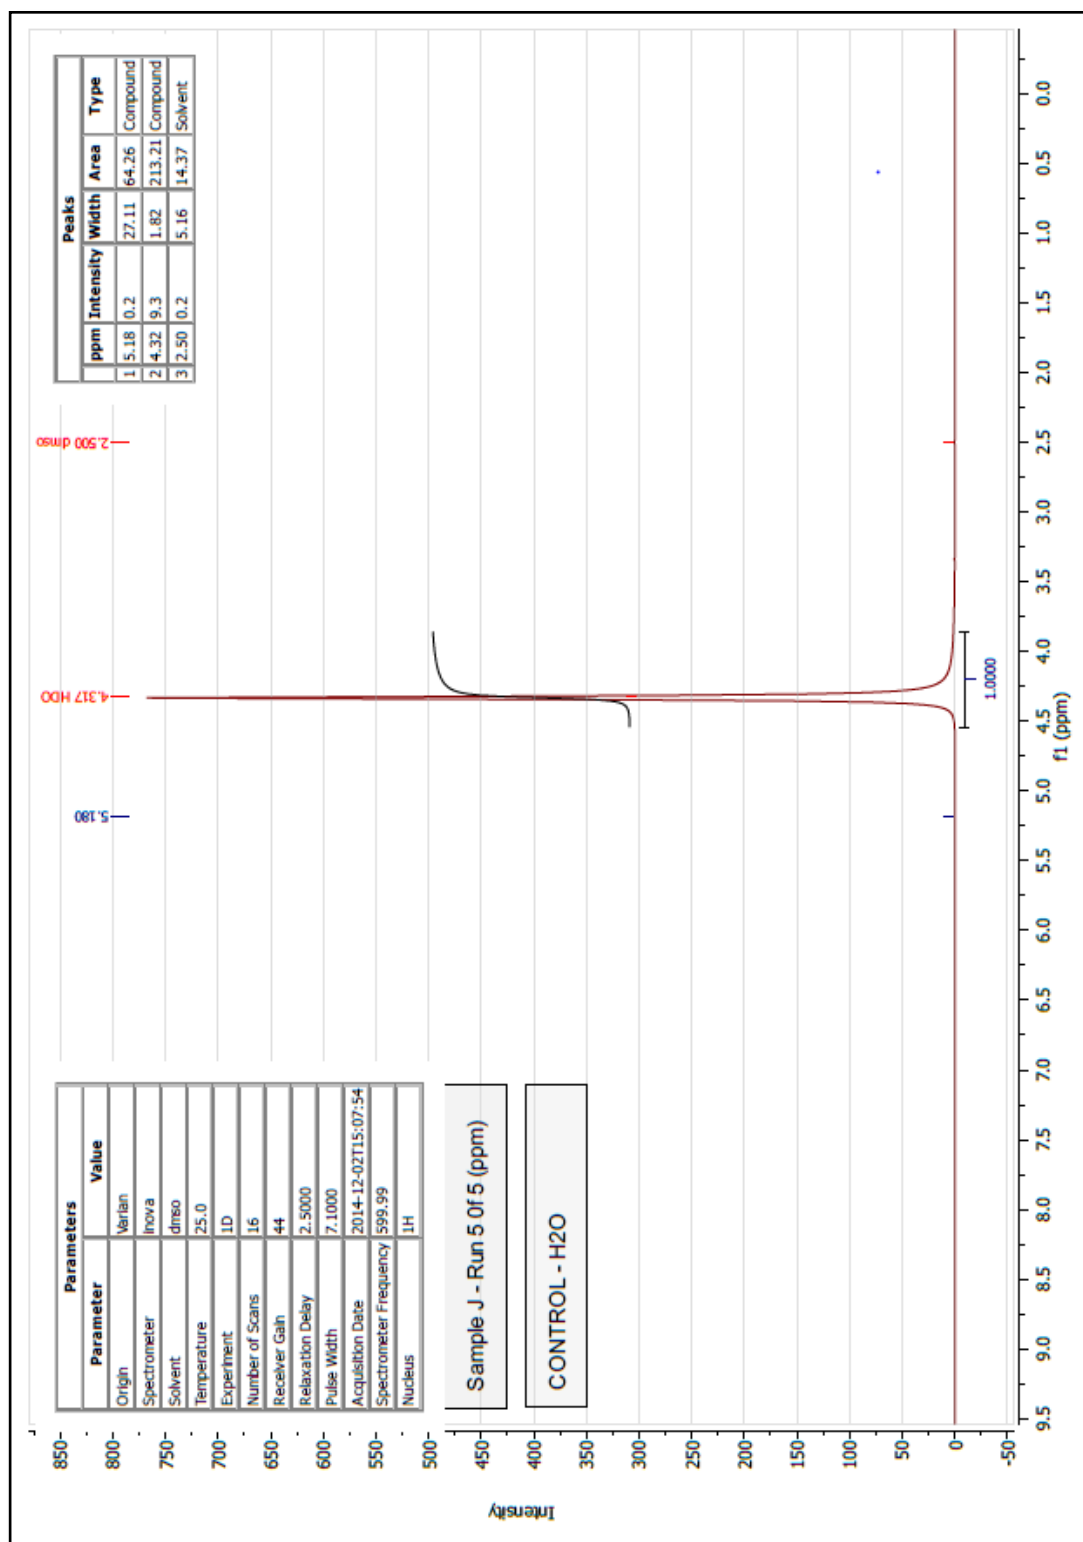 Parameters
Parameter Value
Origin Varian
Spectrometer inova
Solvent dmso
Temperature 25.0
Experiment 1D
Number of Scans 16
Receiver Gain 44
Relaxation Delay 2.5000
Pulse Width 7.1000
Acquisition Date 2014-12-02T15:07:54
Spectrometer Frequency 599.99
Nucleus 1H
Sample J - Run 5 0f 5 (ppm)
CONTROL - H2O
5.180
4.317 HDO
2.500 dmso
Peaks
ppm Intensity Width Area Type
1 5.18 0.2 27.11 64.26 Compound
2 4.32 9.3 1.82 213.21 Compound
3 2.50 0.2 5.16 14.37 Solvent
850
800
750
700
650
600
550
500
450
400
350
300
250
200
150
100
50
0
-50
Intensity
1.0000
9.5 9.0 8.5 8.0 7.5 7.0 6.5 6.0 5.5 5.0 4.5 4.0 3.5 3.0 2.5 2.0 1.5 1.0 0.5 0.0
f1 (ppm)